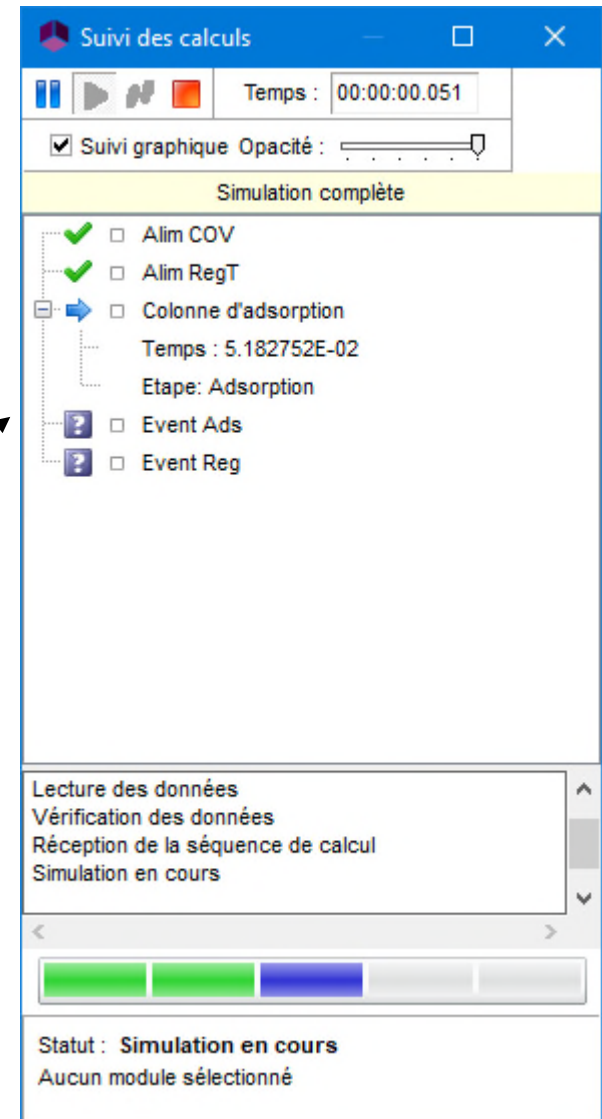 Suivi des calculs
Temps : 00:00:00.051
Suivi graphique Opacité :
Simulation complète
Alim COV
Alim RegT
Colonne d'adsorption
Temps : 5.182752E-02
Etape: Adsorption
Event Ads
Event Reg
Lecture des données
Vérification des données
Réception de la séquence de calcul
Simulation en cours
Statut : Simulation en cours
Aucun module sélectionné